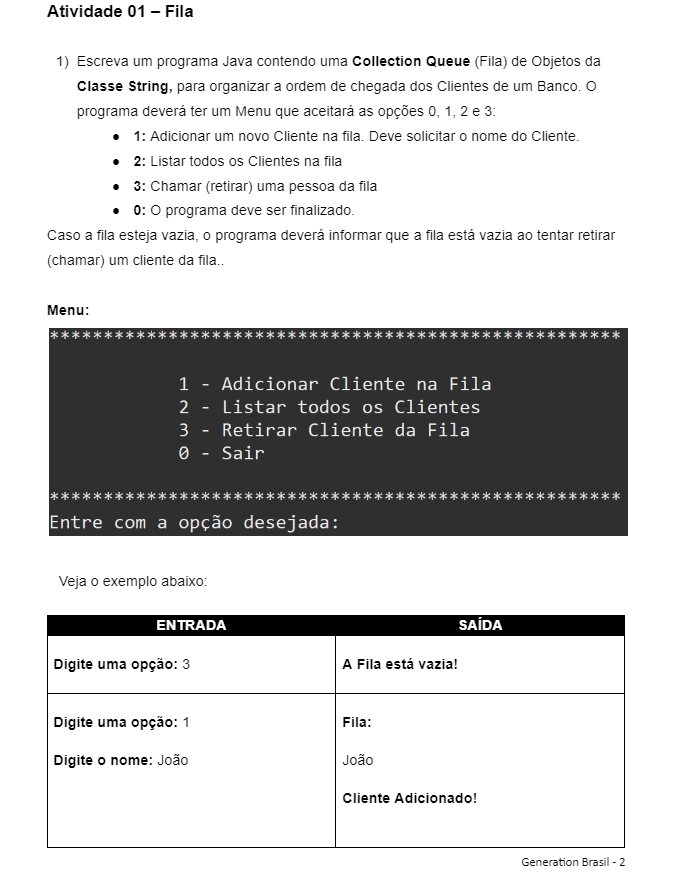 Atividade 01 – Fila
1) Escreva um programa Java contendo uma Collection Queue (Fila) de Objetos da
Classe String, para organizar a ordem de chegada dos Clientes de um Banco. O
programa deverá ter um Menu que aceitará as opções 0, 1, 2 e 3:
● 1: Adicionar um novo Cliente na fila. Deve solicitar o nome do Cliente.
● 2: Listar todos os Clientes na fila
● 3: Chamar (retirar) uma pessoa da fila
● 0: O programa deve ser finalizado.
Caso a fila esteja vazia, o programa deverá informar que a fila está vazia ao tentar retirar
(chamar) um cliente da fila..
Menu:
*****************************************************
1 - Adicionar Cliente na Fila
2 - Listar todos os Clientes
3 - Retirar Cliente da Fila
0 - Sair
*****************************************************
Entre com a opção desejada:
Veja o exemplo abaixo:
ENTRADA SAÍDA
Digite uma opção: 3 A Fila está vazia!
Digite uma opção: 1 Fila:
Digite o nome: João João
Cliente Adicionado!
Generation Brasil - 2